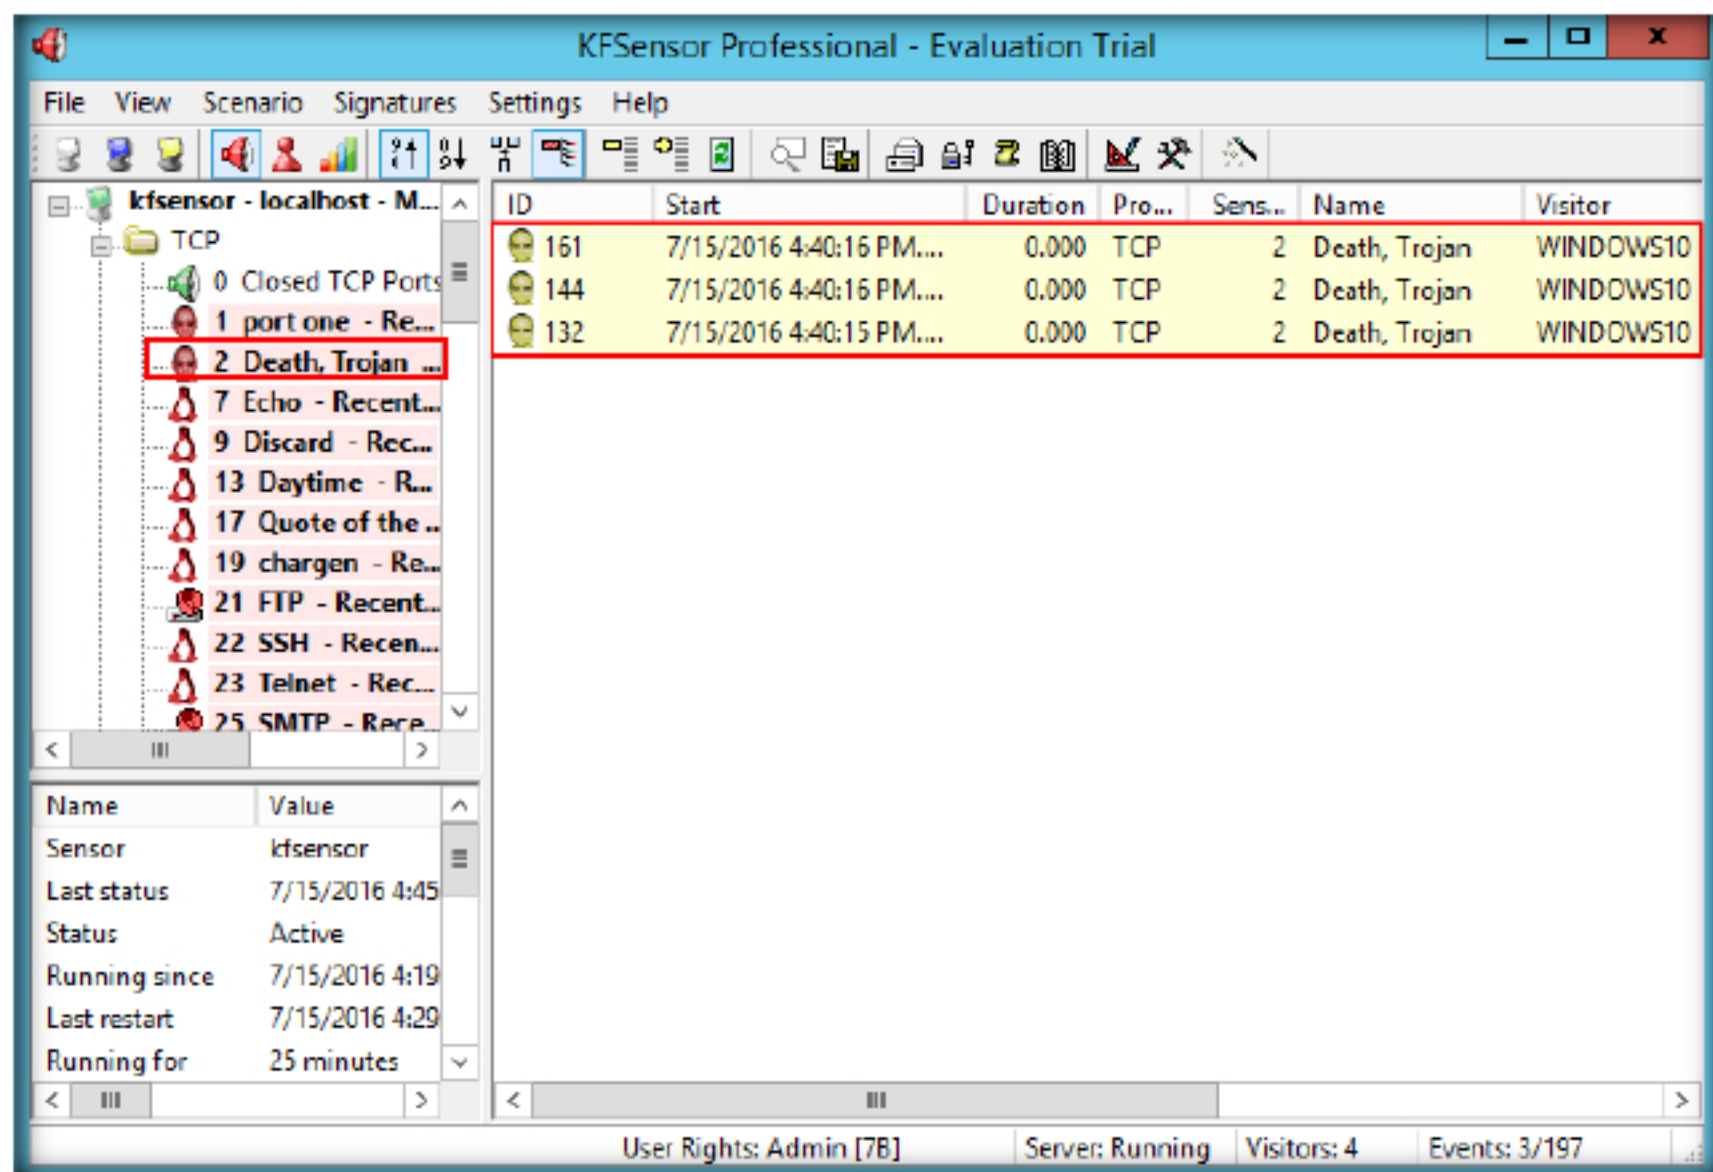 KFSensor Professional - Evaluation Trial
File View Scenario Signatures Settings Help
kfsensor - localhost - M...
TCP
0 Closed TCP Ports
1 port one - Re...
2 Death, Trojan ...
7 Echo - Recent...
9 Discard - Rec...
13 Daytime - R...
17 Quote of the ...
19 chargen - Re...
21 FTP - Recent...
22 SSH - Recen...
23 Telnet - Rec...
25 SMTP - Rece...
ID Start Duration Pro... Sens... Name Visitor
161 7/15/2016 4:40:16 PM.... 0.000 TCP 2 Death, Trojan WINDOWS10
144 7/15/2016 4:40:16 PM.... 0.000 TCP 2 Death, Trojan WINDOWS10
132 7/15/2016 4:40:15 PM.... 0.000 TCP 2 Death, Trojan WINDOWS10
Name Value
Sensor kfsensor
Last status 7/15/2016 4:45
Status Active
Running since 7/15/2016 4:19
Last restart 7/15/2016 4:29
Running for 25 minutes
User Rights: Admin [7B] Server: Running Visitors: 4 Events: 3/197